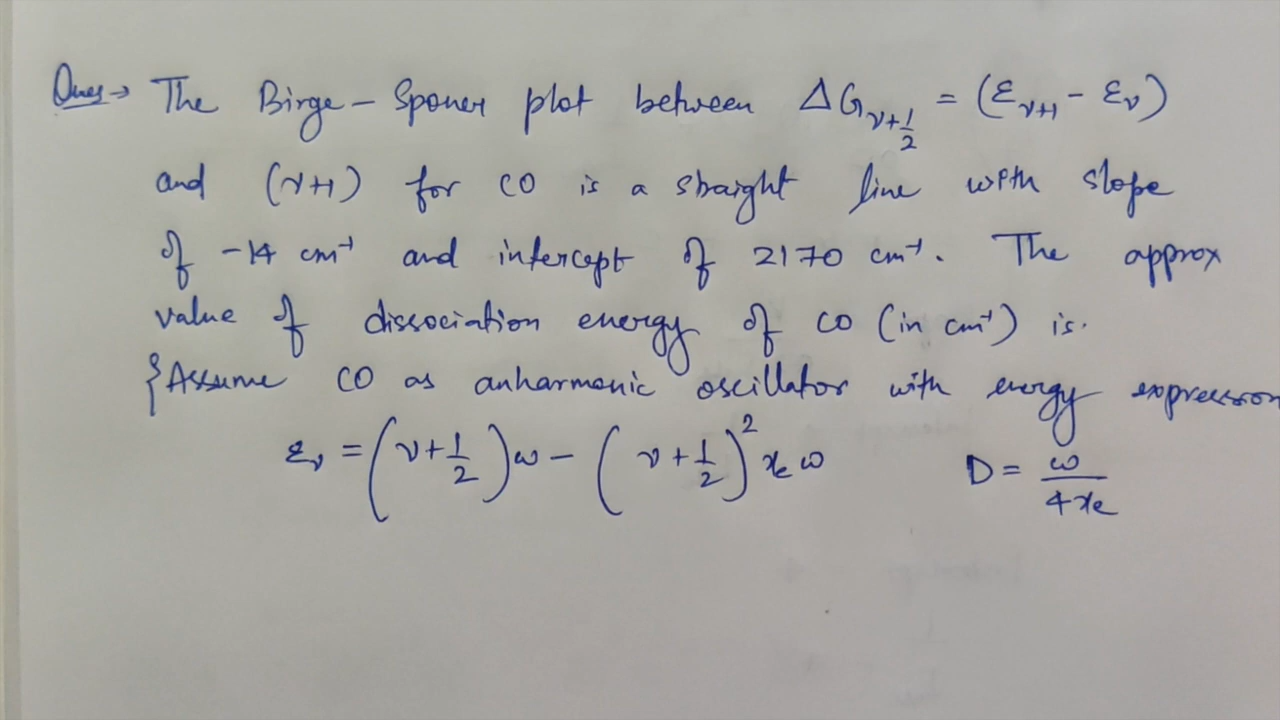 Ques → The Birge - Sponer plot between ΔG_{ν+1/2} = (ε_{ν+1} - ε_ν)
and (ν+1) for CO is a straight line with slope
of -14 cm⁻¹ and intercept of 2170 cm⁻¹. The approx
value of dissociation energy of CO (in cm⁻¹) is.
{Assume CO as anharmonic oscillator with energy expression
ε_ν = (ν + 1/2)ω - (ν + 1/2)² x_e ω D = ω/4x_e